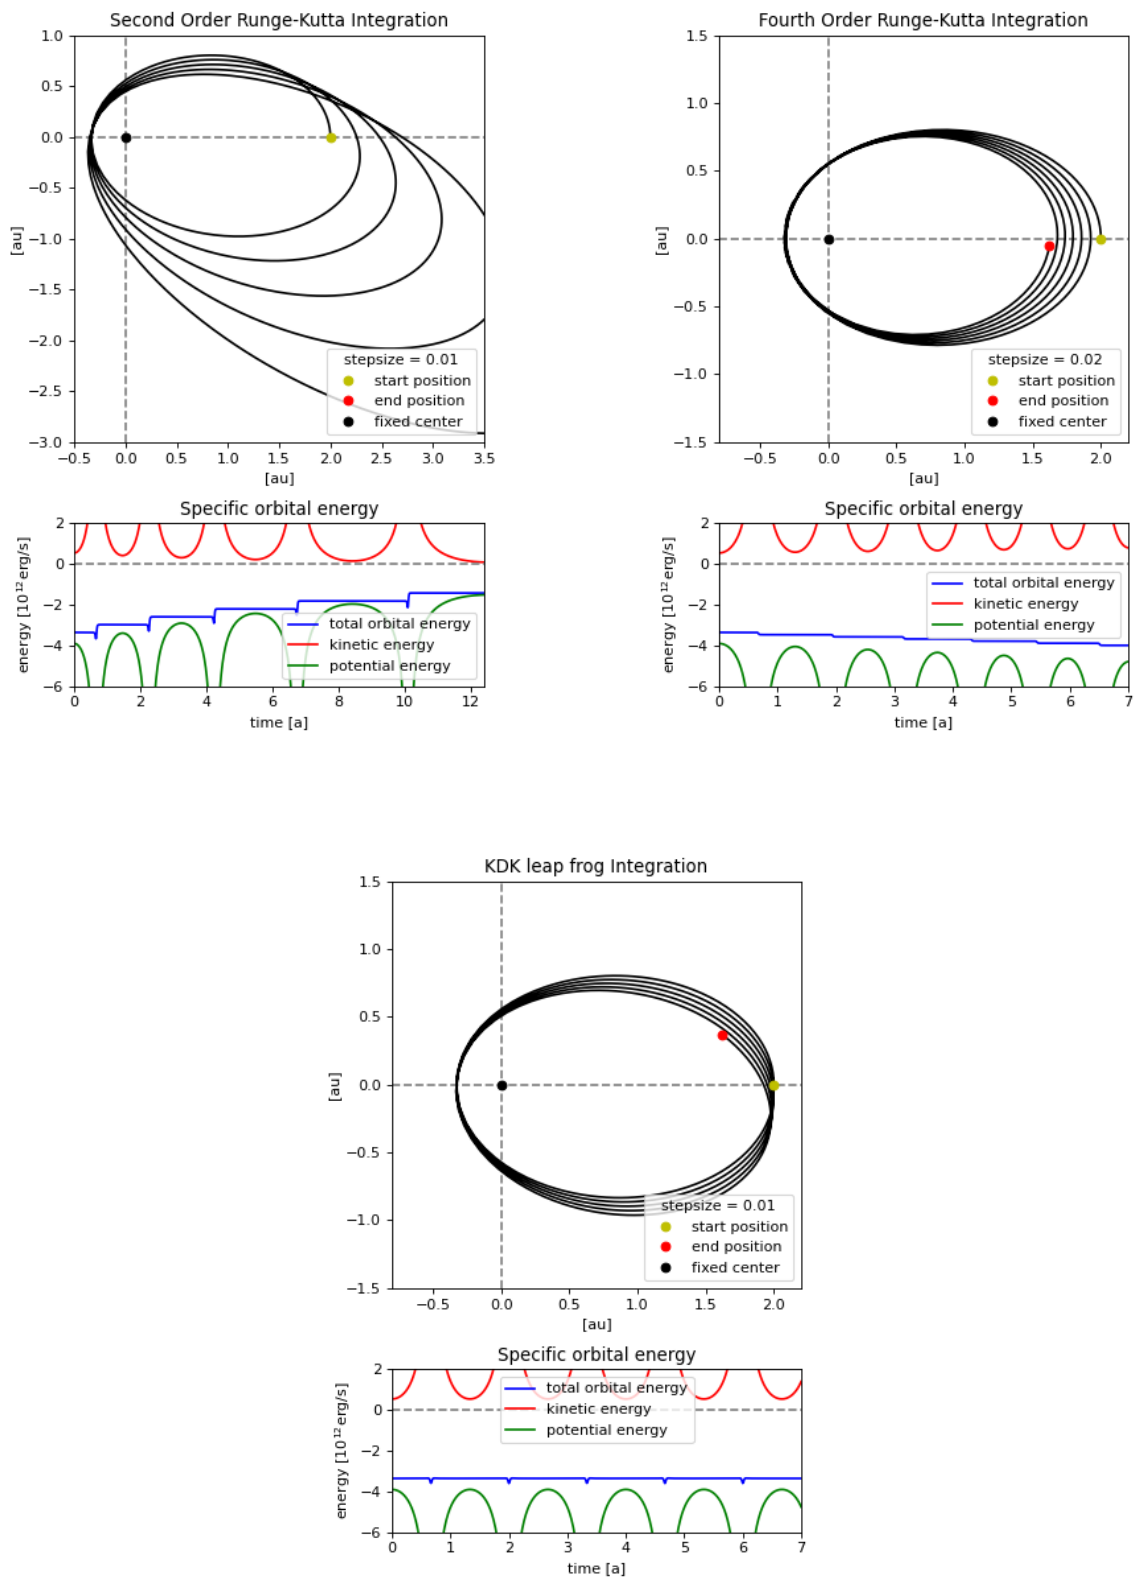 Second Order Runge-Kutta Integration
1.0
0.5
0.0
−0.5
−1.0
−1.5
−2.0
−2.5
−3.0
[au]
stepsize = 0.01
start position
end position
fixed center
−0.5 0.0 0.5 1.0 1.5 2.0 2.5 3.0 3.5
[au]
Specific orbital energy
2
0
−2
−4
−6
energy [10¹²erg/s]
total orbital energy
kinetic energy
potential energy
0 2 4 6 8 10 12
time [a]
Fourth Order Runge-Kutta Integration
1.5
1.0
0.5
0.0
−0.5
−1.0
−1.5
[au]
stepsize = 0.02
start position
end position
fixed center
−0.5 0.0 0.5 1.0 1.5 2.0
[au]
Specific orbital energy
2
0
−2
−4
−6
energy [10¹²erg/s]
total orbital energy
kinetic energy
potential energy
0 1 2 3 4 5 6 7
time [a]
KDK leap frog Integration
1.5
1.0
0.5
0.0
−0.5
−1.0
−1.5
[au]
stepsize = 0.01
start position
end position
fixed center
−0.5 0.0 0.5 1.0 1.5 2.0
[au]
Specific orbital energy
2
0
−2
−4
−6
energy [10¹²erg/s]
total orbital energy
kinetic energy
potential energy
0 1 2 3 4 5 6 7
time [a]